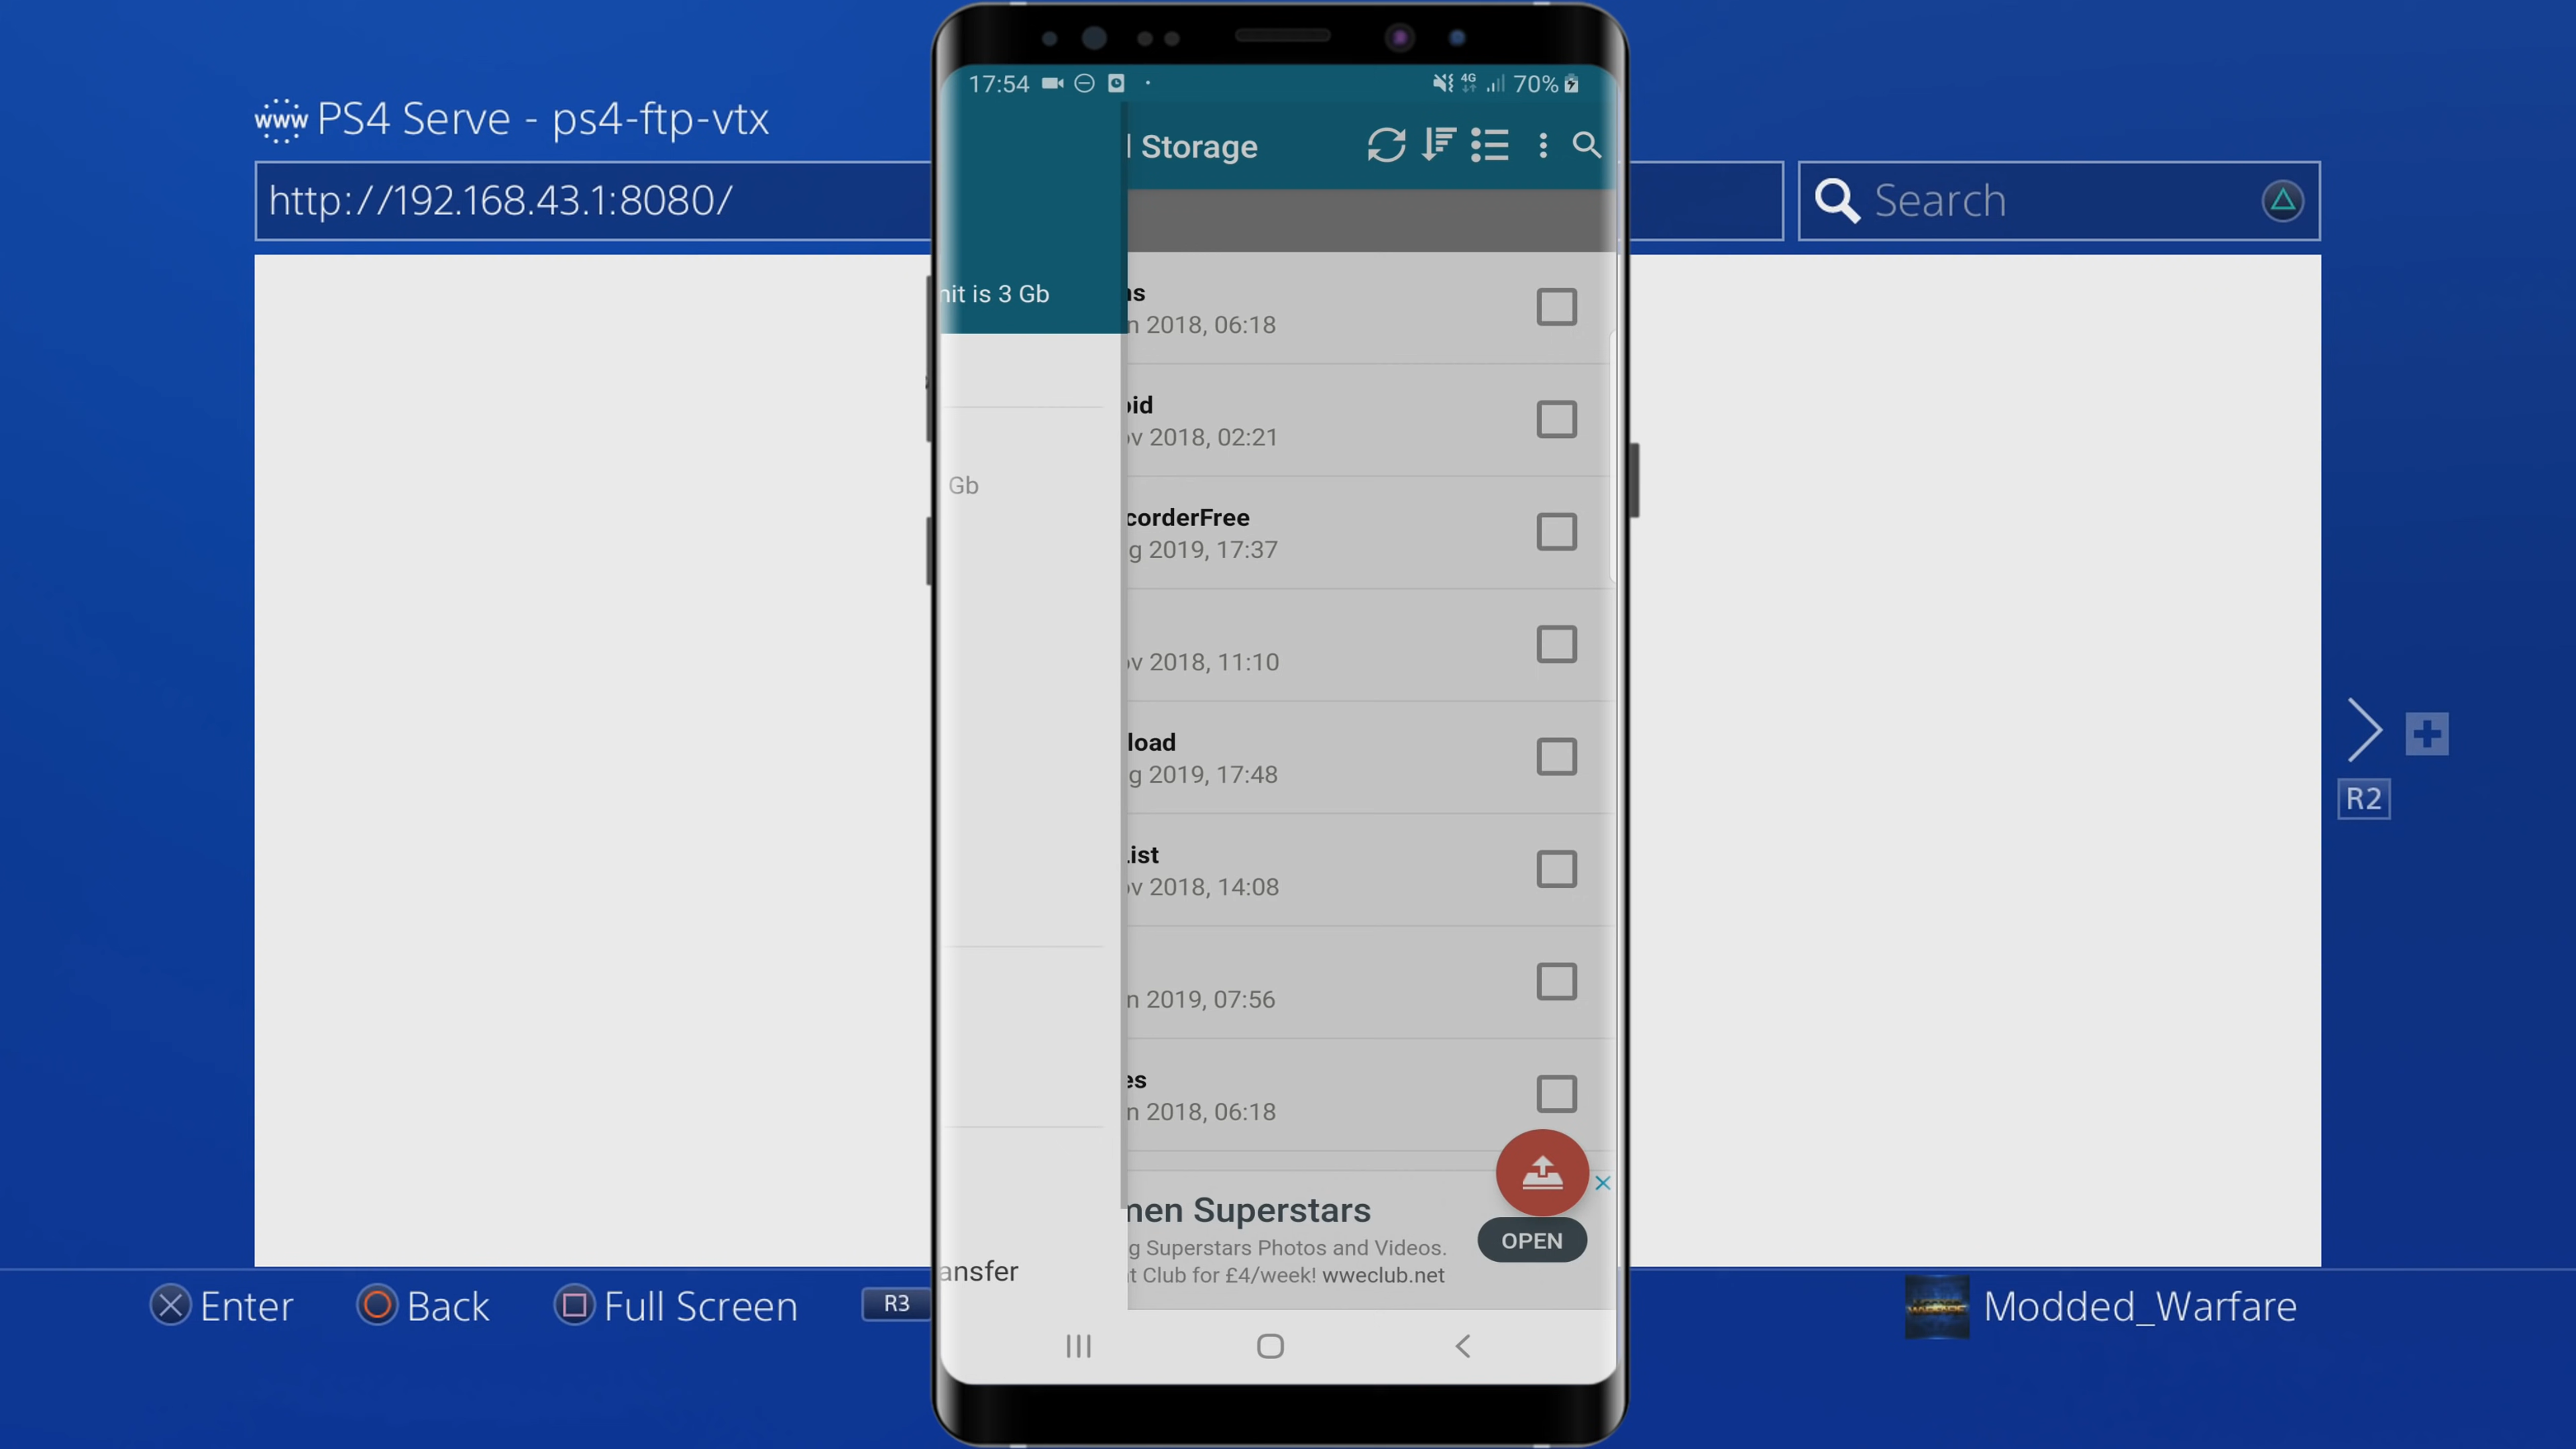 www PS4 Serve - ps4-ftp-vtx
http://192.168.43.1:8080/
Search
17:54
4G
70%
Storage
is 3 Gb
Gb
2018, 06:18
2018, 02:21
corderFree
2019, 17:37
2018, 11:10
load
2019, 17:48
2018, 14:08
2019, 07:56
2018, 06:18
Superstars
Superstars Photos and Videos.
Club for £4/week! wweclub.net
OPEN
ansfer
R2
Enter
Back
Full Screen
R3
Modded_Warfare